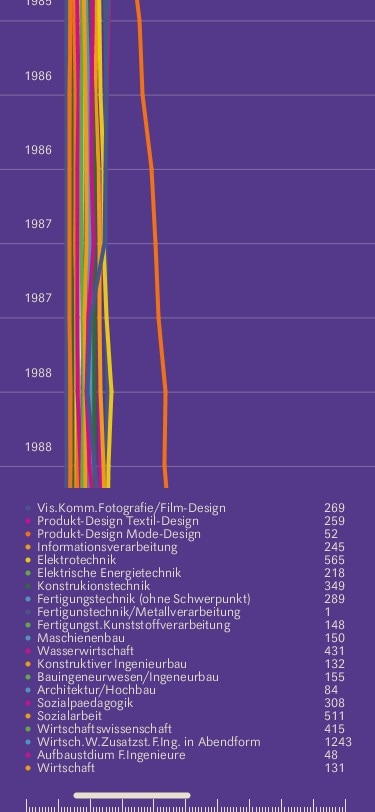 1985
1986
1986
1987
1987
1988
1988
Vis.Komm.Fotografie/Film-Design 269
Produkt-Design Textil-Design 259
Produkt-Design Mode-Design 52
Informationsverarbeitung 245
Elektrotechnik 565
Elektrische Energietechnik 218
Konstrukionstechnik 349
Fertigungstechnik (ohne Schwerpunkt) 289
Fertigunstechnik/Metallverarbeitung 1
Fertigungst.Kunststoffverarbeitung 148
Maschienenbau 150
Wasserwirtschaft 431
Konstruktiver Ingenieurbau 132
Bauingeneurwesen/Ingeneurbau 155
Architektur/Hochbau 84
Sozialpaedagogik 308
Sozialarbeit 511
Wirtschaftswissenschaft 415
Wirtsch.W.Zusatzst.F.Ing. in Abendform 1243
Aufbaustdium F.Ingenieure 48
Wirtschaft 131